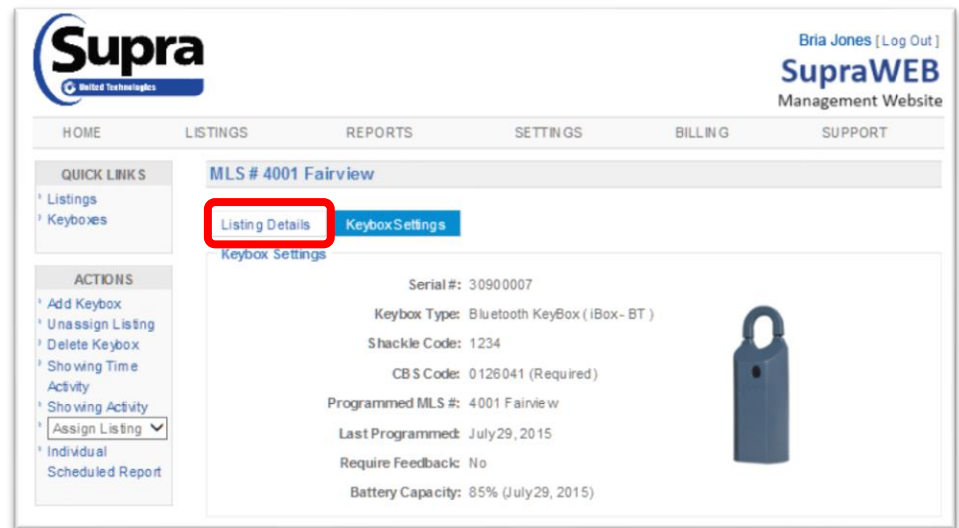 Supra
United Technologies
Bria Jones [Log Out]
SupraWEB
Management Website
HOME LISTINGS REPORTS SETTINGS BILLING SUPPORT
QUICK LINKS
Listings
Keyboxes
ACTIONS
Add Keybox
Unassign Listing
Delete Keybox
Showing Time
Activity
Showing Activity
Assign Listing
Individual
Scheduled Report
MLS # 4001 Fairview
Listing Details Keybox Settings
Keybox Settings
Serial #: 30900007
Keybox Type: Bluetooth KeyBox (iBox-BT)
Shackle Code: 1234
CBS Code: 0126041 (Required)
Programmed MLS #: 4001 Fairview
Last Programmed: July 29, 2015
Require Feedback: No
Battery Capacity: 85% (July 29, 2015)